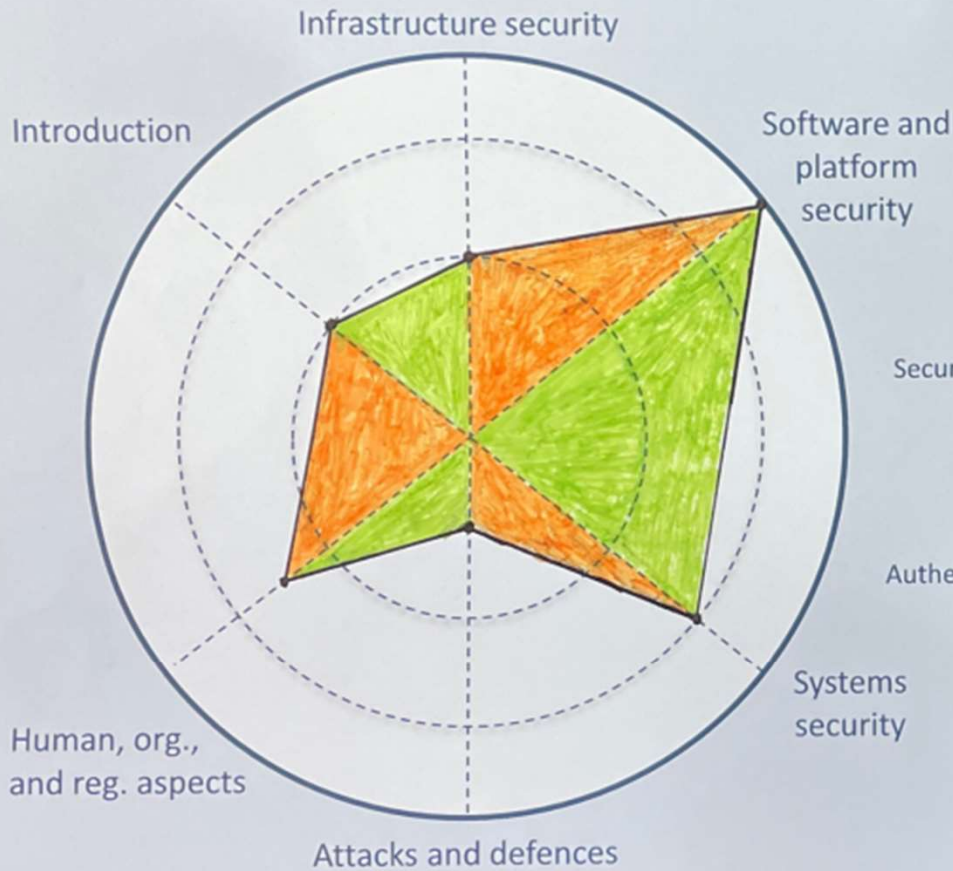 Infrastructure security
Introduction
Software and
platform
security
Systems
security
Human, org.,
and reg. aspects
Attacks and defences